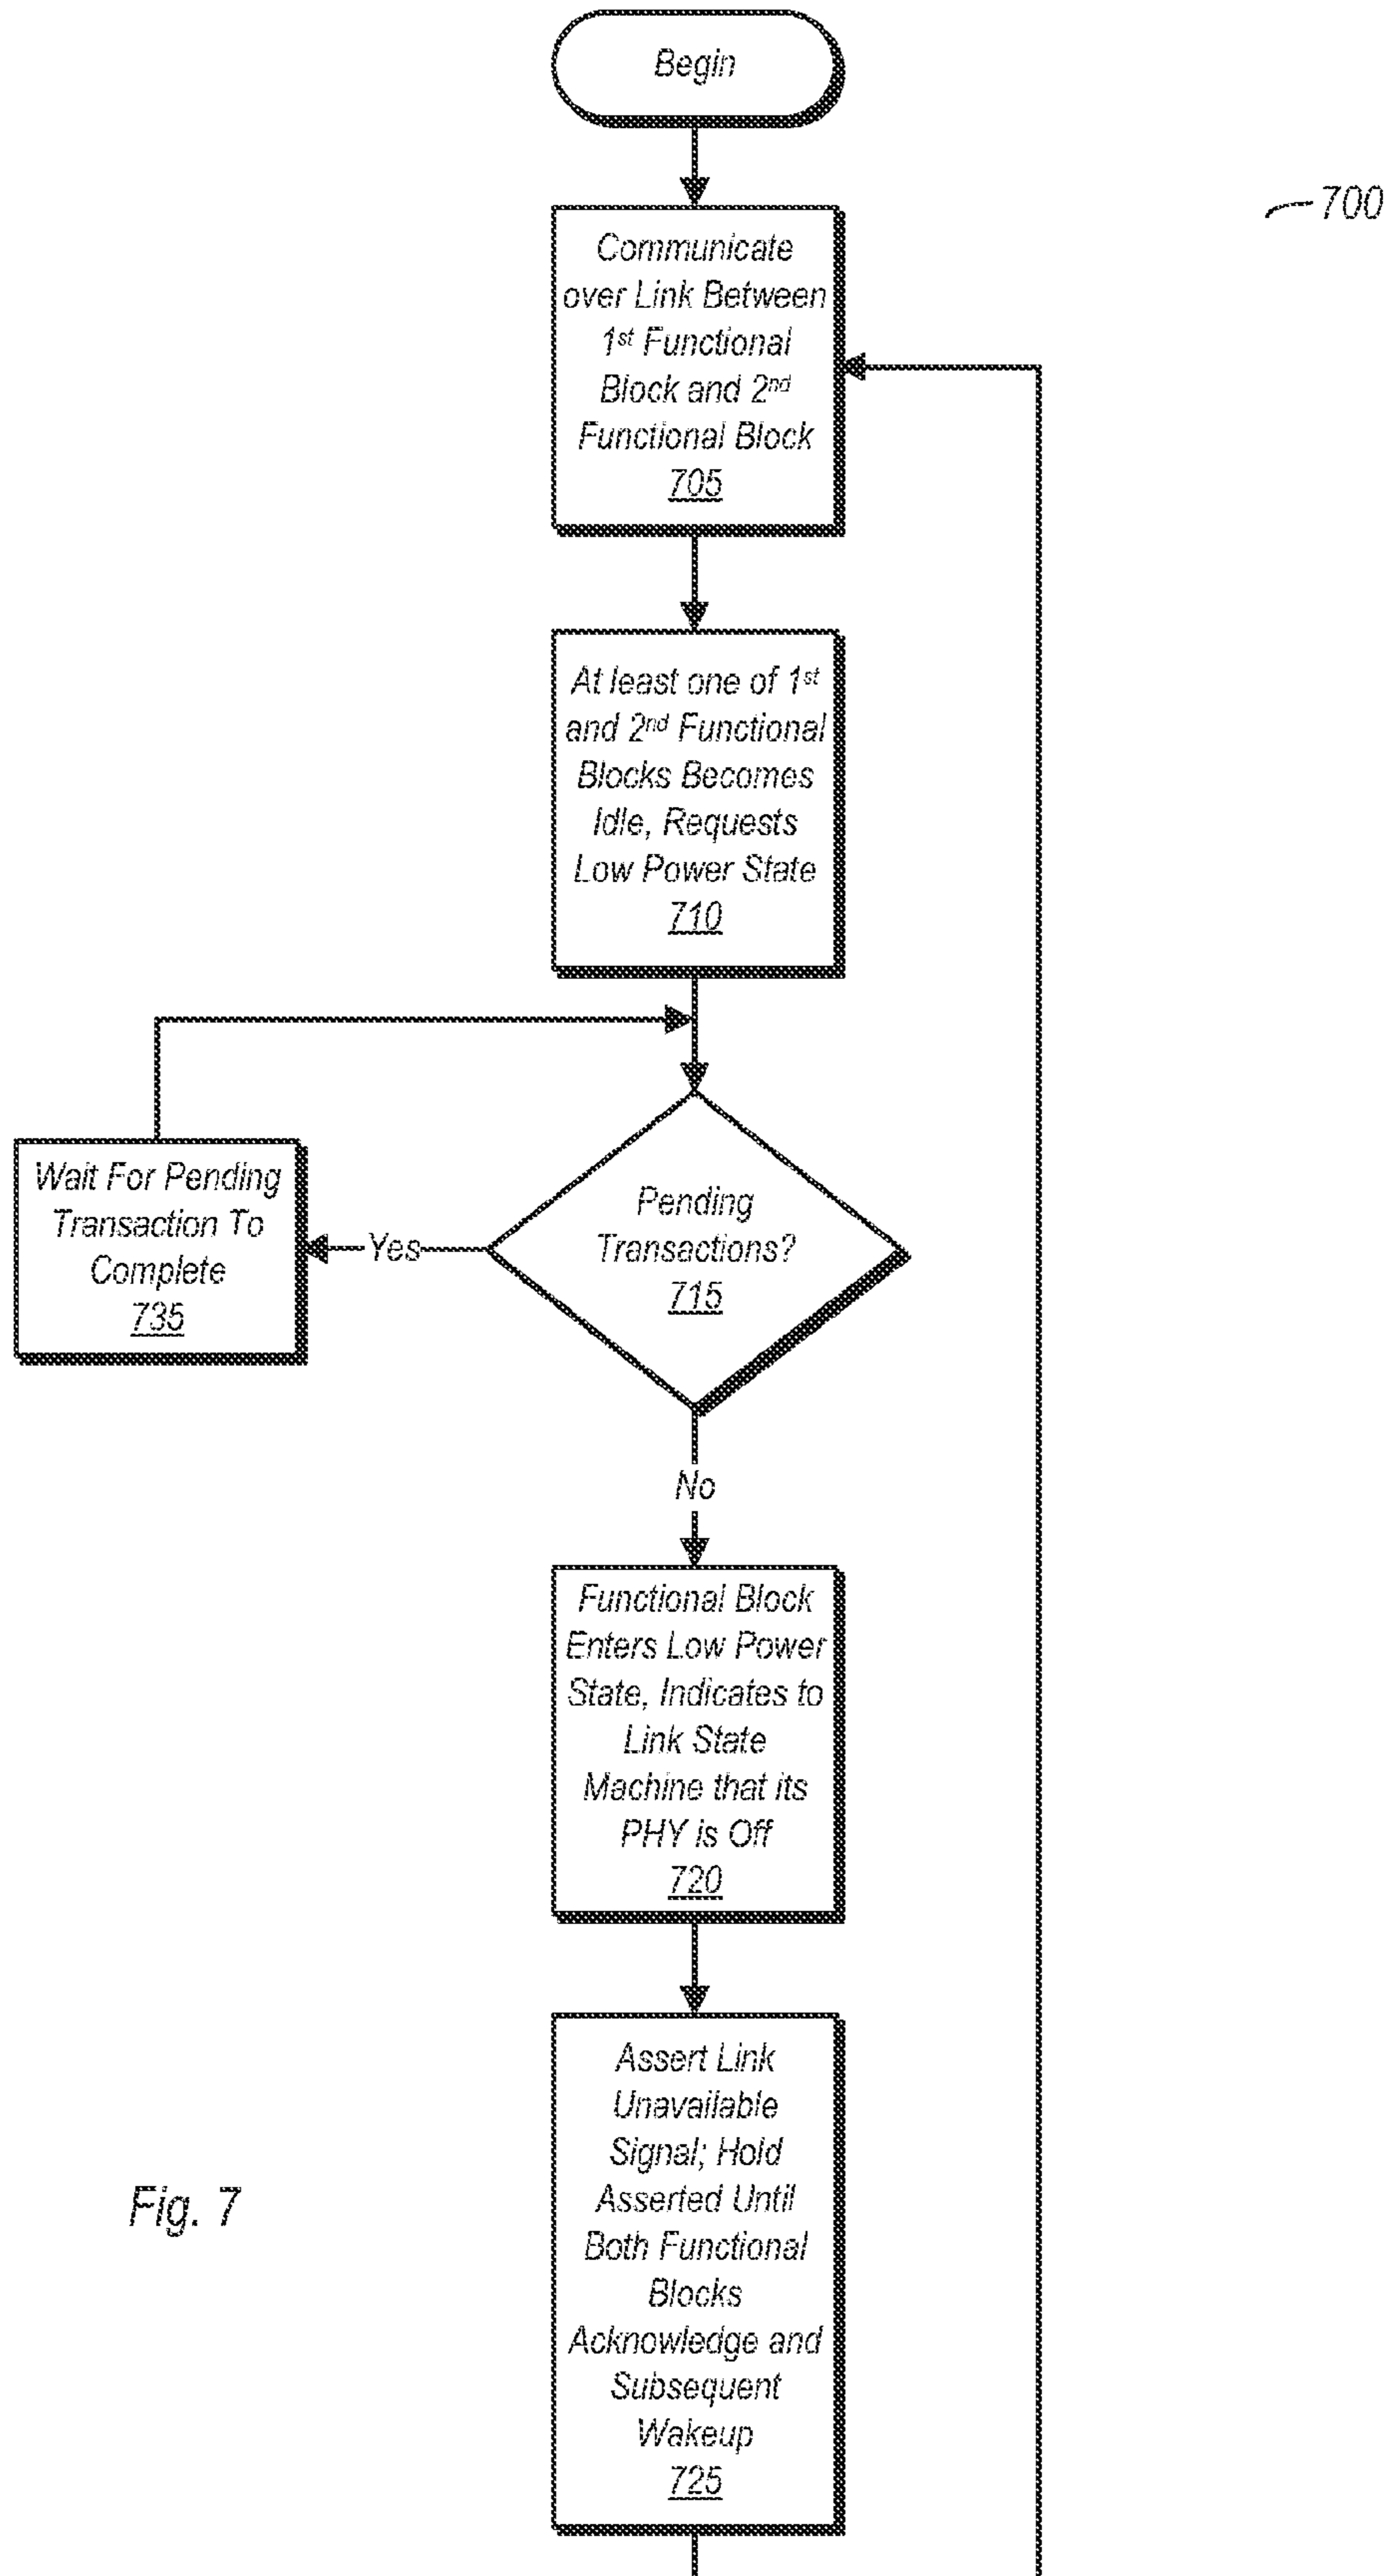 Begin
700
Communicate
over Link Between
1st Functional
Block and 2nd
Functional Block
705
At least one of 1st
and 2nd Functional
Blocks Becomes
Idle, Requests
Low Power State
710
Wait For Pending
Transaction To
Complete
735
Yes
Pending
Transactions?
715
No
Functional Block
Enters Low Power
State, Indicates to
Link State
Machine that its
PHY is Off
720
Assert Link
Unavailable
Signal; Hold
Asserted Until
Both Functional
Blocks
Acknowledge and
Subsequent
Wakeup
725
Fig. 7